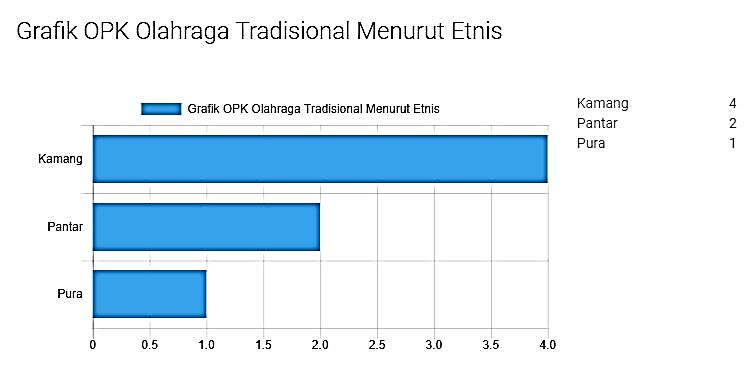 Grafik OPK Olahraga Tradisional Menurut Etnis
Grafik OPK Olahraga Tradisional Menurut Etnis
Kamang
Pantar
Pura
0 0.5 1.0 1.5 2.0 2.5 3.0 3.5 4.0
Kamang 4
Pantar 2
Pura 1